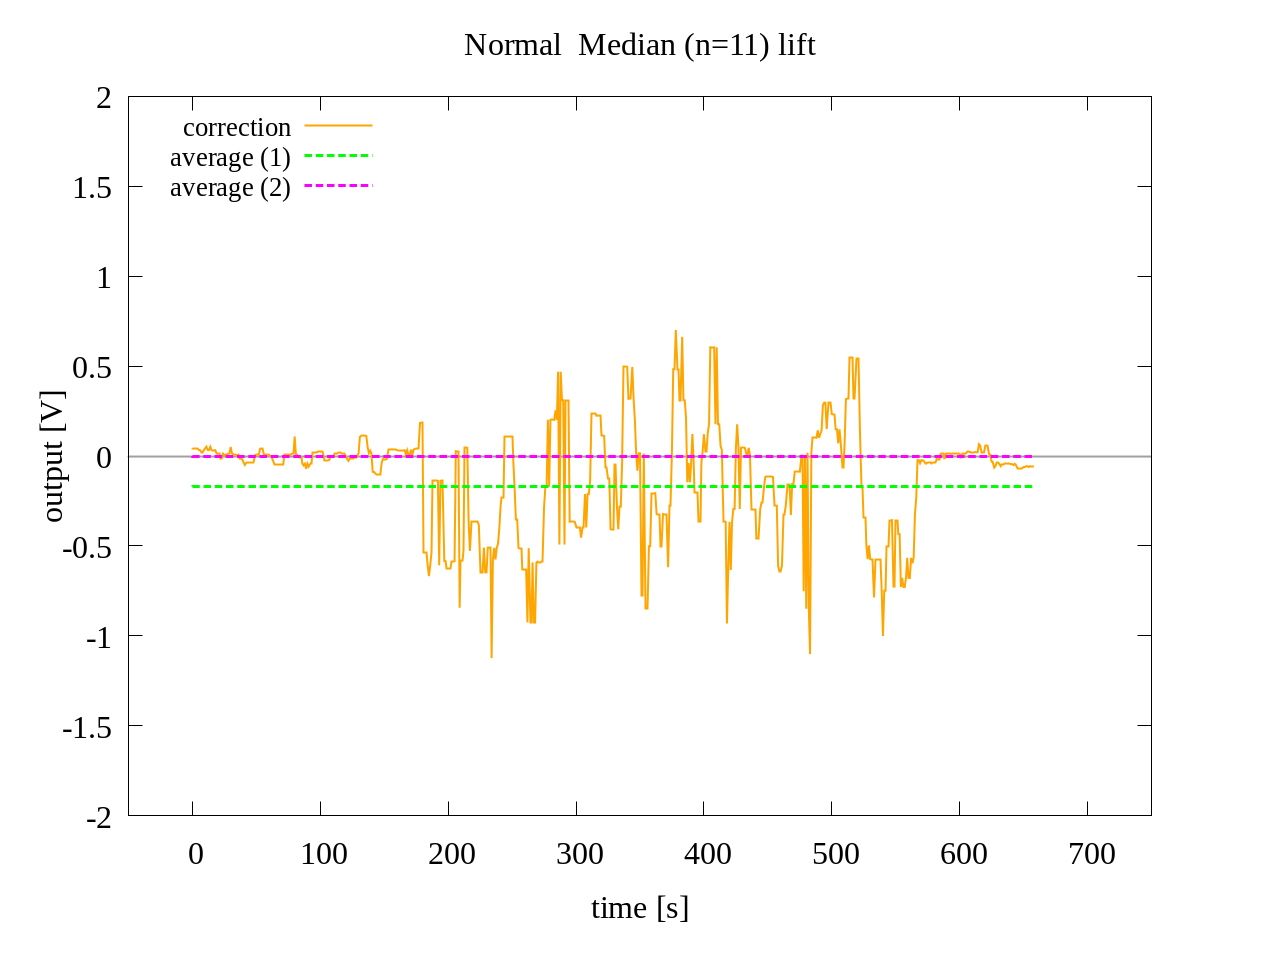 Normal  Median (n=11) lift
correction
average (1)
average (2)
2
1.5
1
0.5
0
-0.5
-1
-1.5
-2
output [V]
0 100 200 300 400 500 600 700
time [s]